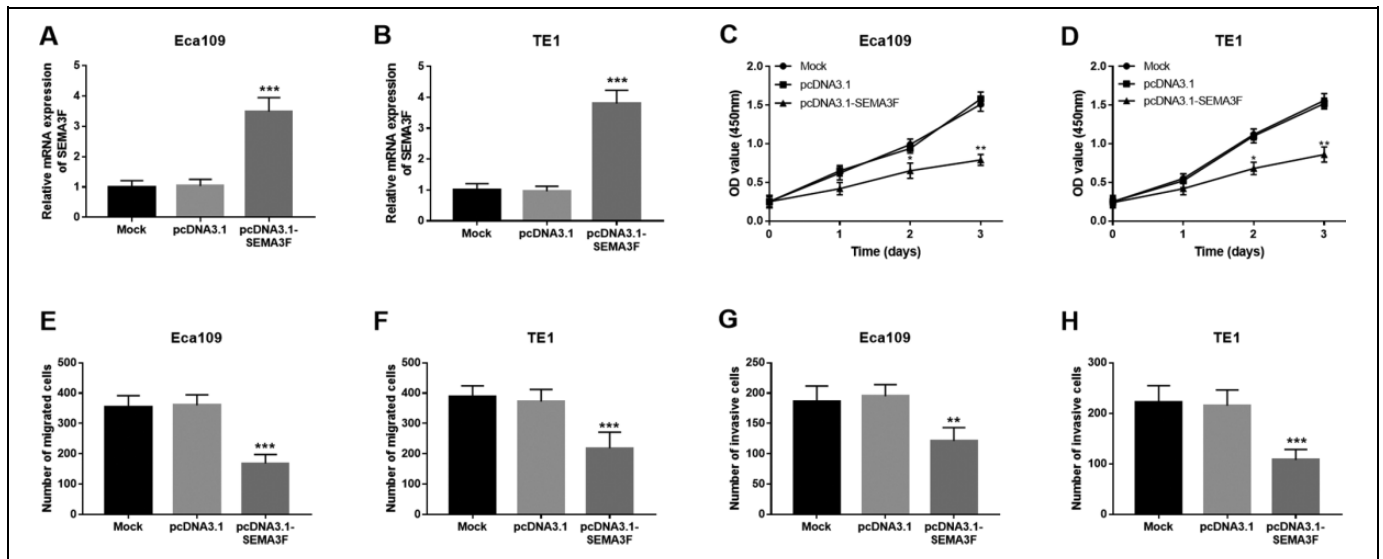 A
Eca109
Relative mRNA expression
of SEMA3F
5
4
3
2
1
0
***
Mock
pcDNA3.1
pcDNA3.1-
SEMA3F
B
TE1
Relative mRNA expression
of SEMA3F
5
4
3
2
1
0
***
Mock
pcDNA3.1
pcDNA3.1-
SEMA3F
C
Eca109
OD value (450nm)
2.0
1.5
1.0
0.5
0.0
Mock
pcDNA3.1
pcDNA3.1-SEMA3F
*
**
0 1 2 3
Time (days)
D
TE1
OD value (450nm)
2.0
1.5
1.0
0.5
0.0
Mock
pcDNA3.1
pcDNA3.1-SEMA3F
*
**
0 1 2 3
Time (days)
E
Eca109
Number of migrated cells
500
400
300
200
100
0
***
Mock
pcDNA3.1
pcDNA3.1-
SEMA3F
F
TE1
Number of migrated cells
500
400
300
200
100
0
***
Mock
pcDNA3.1
pcDNA3.1-
SEMA3F
G
Eca109
Number of invasive cells
250
200
150
100
50
0
**
Mock
pcDNA3.1
pcDNA3.1-
SEMA3F
H
TE1
Number of invasive cells
300
200
100
0
***
Mock
pcDNA3.1
pcDNA3.1-
SEMA3F